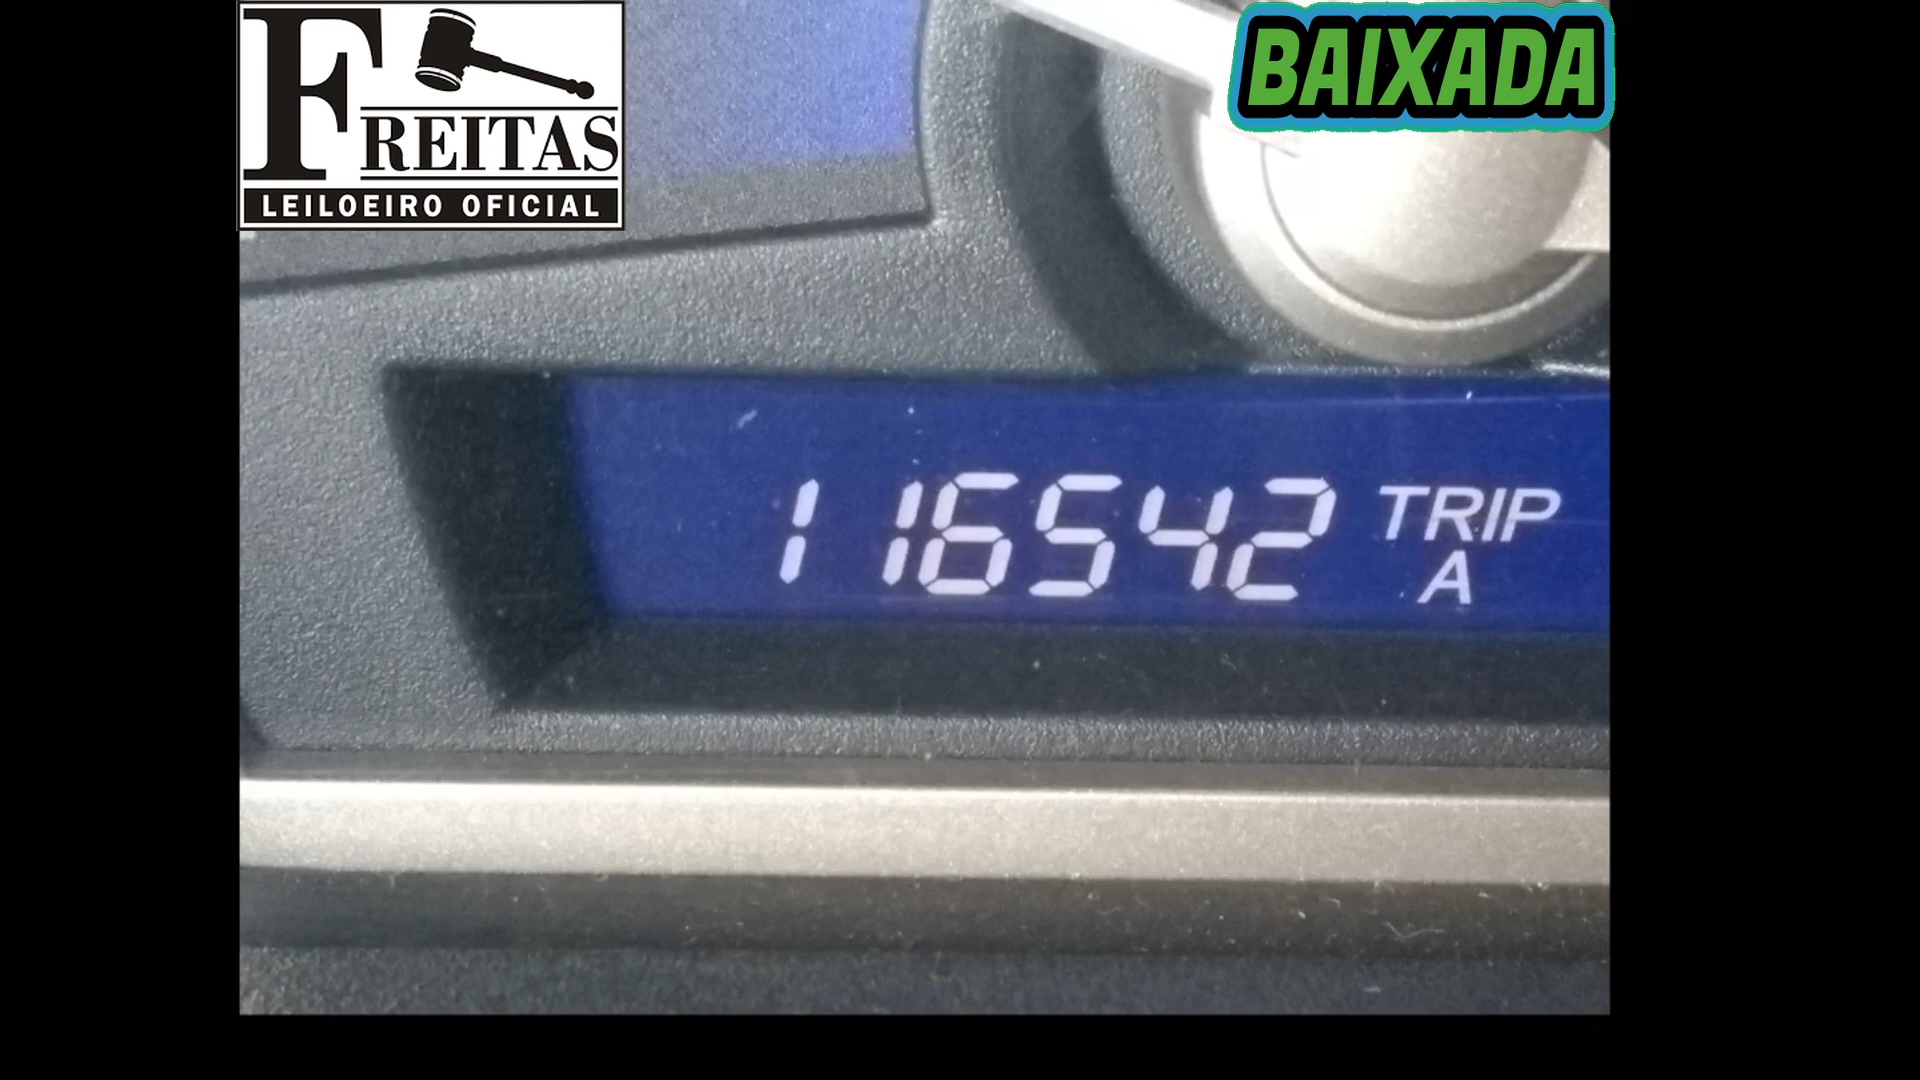 FREITAS
LEILOEIRO OFICIAL
BAIXADA
116542 TRIP
A